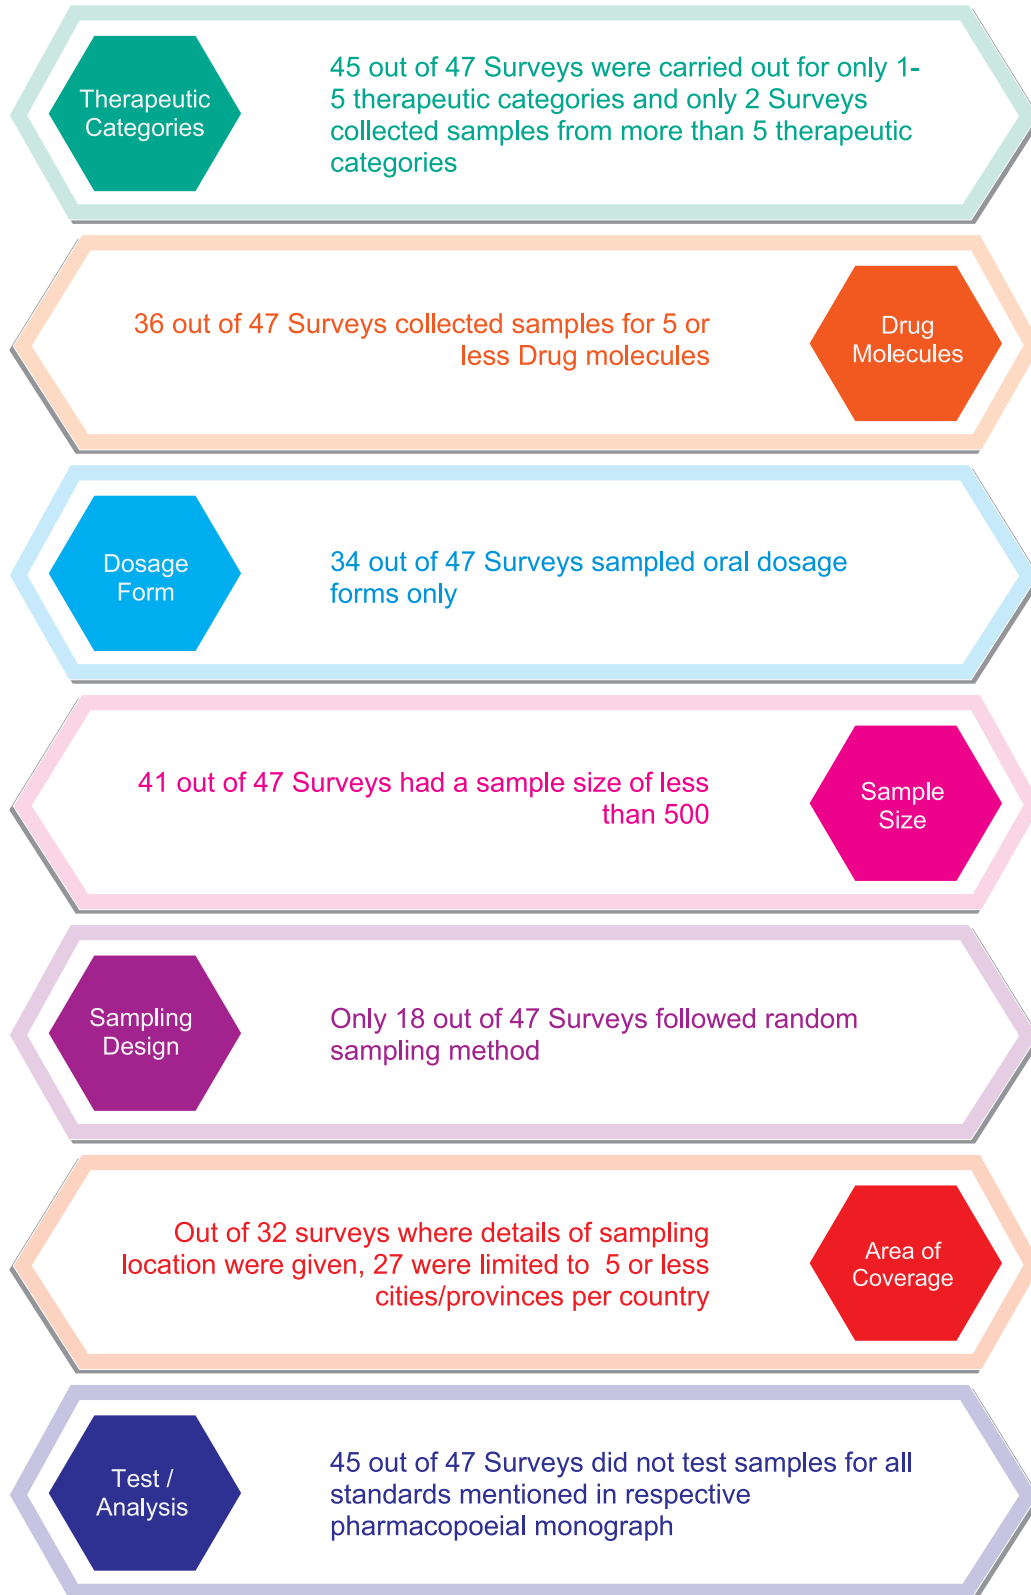 Therapeutic
Categories
45 out of 47 Surveys were carried out for only 1-
5 therapeutic categories and only 2 Surveys
collected samples from more than 5 therapeutic
categories
36 out of 47 Surveys collected samples for 5 or
less Drug molecules
Drug
Molecules
Dosage
Form
34 out of 47 Surveys sampled oral dosage
forms only
41 out of 47 Surveys had a sample size of less
than 500
Sample
Size
Sampling
Design
Only 18 out of 47 Surveys followed random
sampling method
Out of 32 surveys where details of sampling
location were given, 27 were limited to  5 or less
cities/provinces per country
Area of
Coverage
Test /
Analysis
45 out of 47 Surveys did not test samples for all
standards mentioned in respective
pharmacopoeial monograph